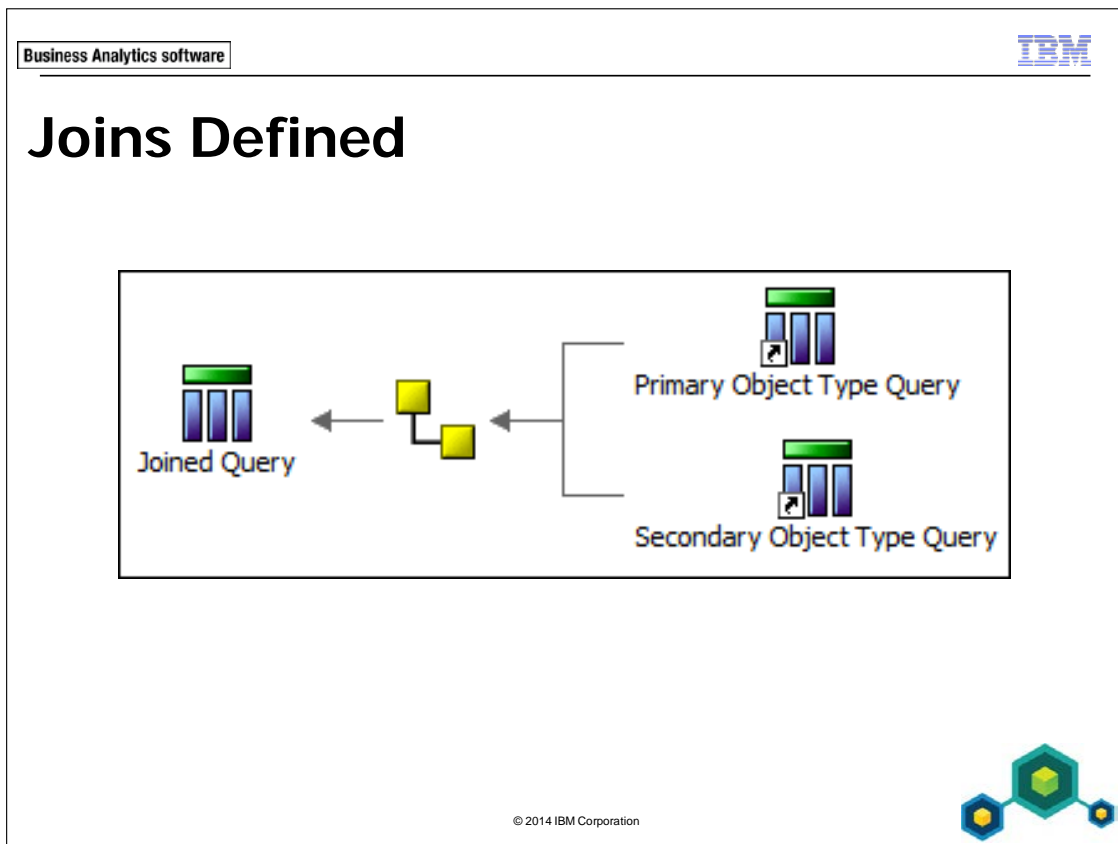 Business Analytics software
IBM
Joins Defined
Primary Object Type Query
Joined Query
Secondary Object Type Query
© 2014 IBM Corporation